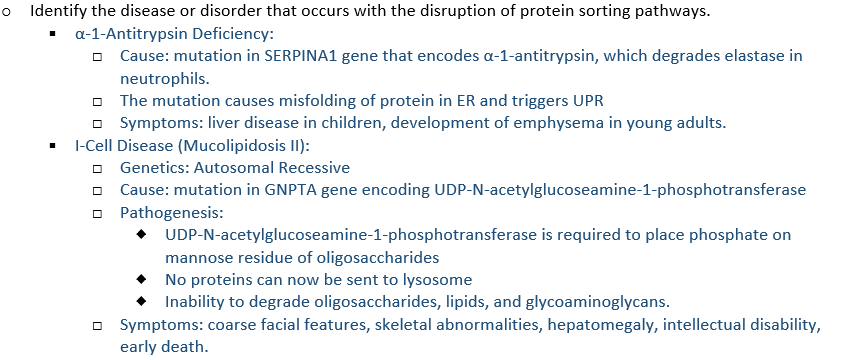 o Identify the disease or disorder that occurs with the disruption of protein sorting pathways.
▪ α-1-Antitrypsin Deficiency:
□ Cause: mutation in SERPINA1 gene that encodes α-1-antitrypsin, which degrades elastase in
neutrophils.
□ The mutation causes misfolding of protein in ER and triggers UPR
□ Symptoms: liver disease in children, development of emphysema in young adults.
▪ I-Cell Disease (Mucolipidosis II):
□ Genetics: Autosomal Recessive
□ Cause: mutation in GNPTA gene encoding UDP-N-acetylglucoseamine-1-phosphotransferase
□ Pathogenesis:
◆ UDP-N-acetylglucoseamine-1-phosphotransferase is required to place phosphate on
mannose residue of oligosaccharides
◆ No proteins can now be sent to lysosome
◆ Inability to degrade oligosaccharides, lipids, and glycoaminoglycans.
□ Symptoms: coarse facial features, skeletal abnormalities, hepatomegaly, intellectual disability,
early death.